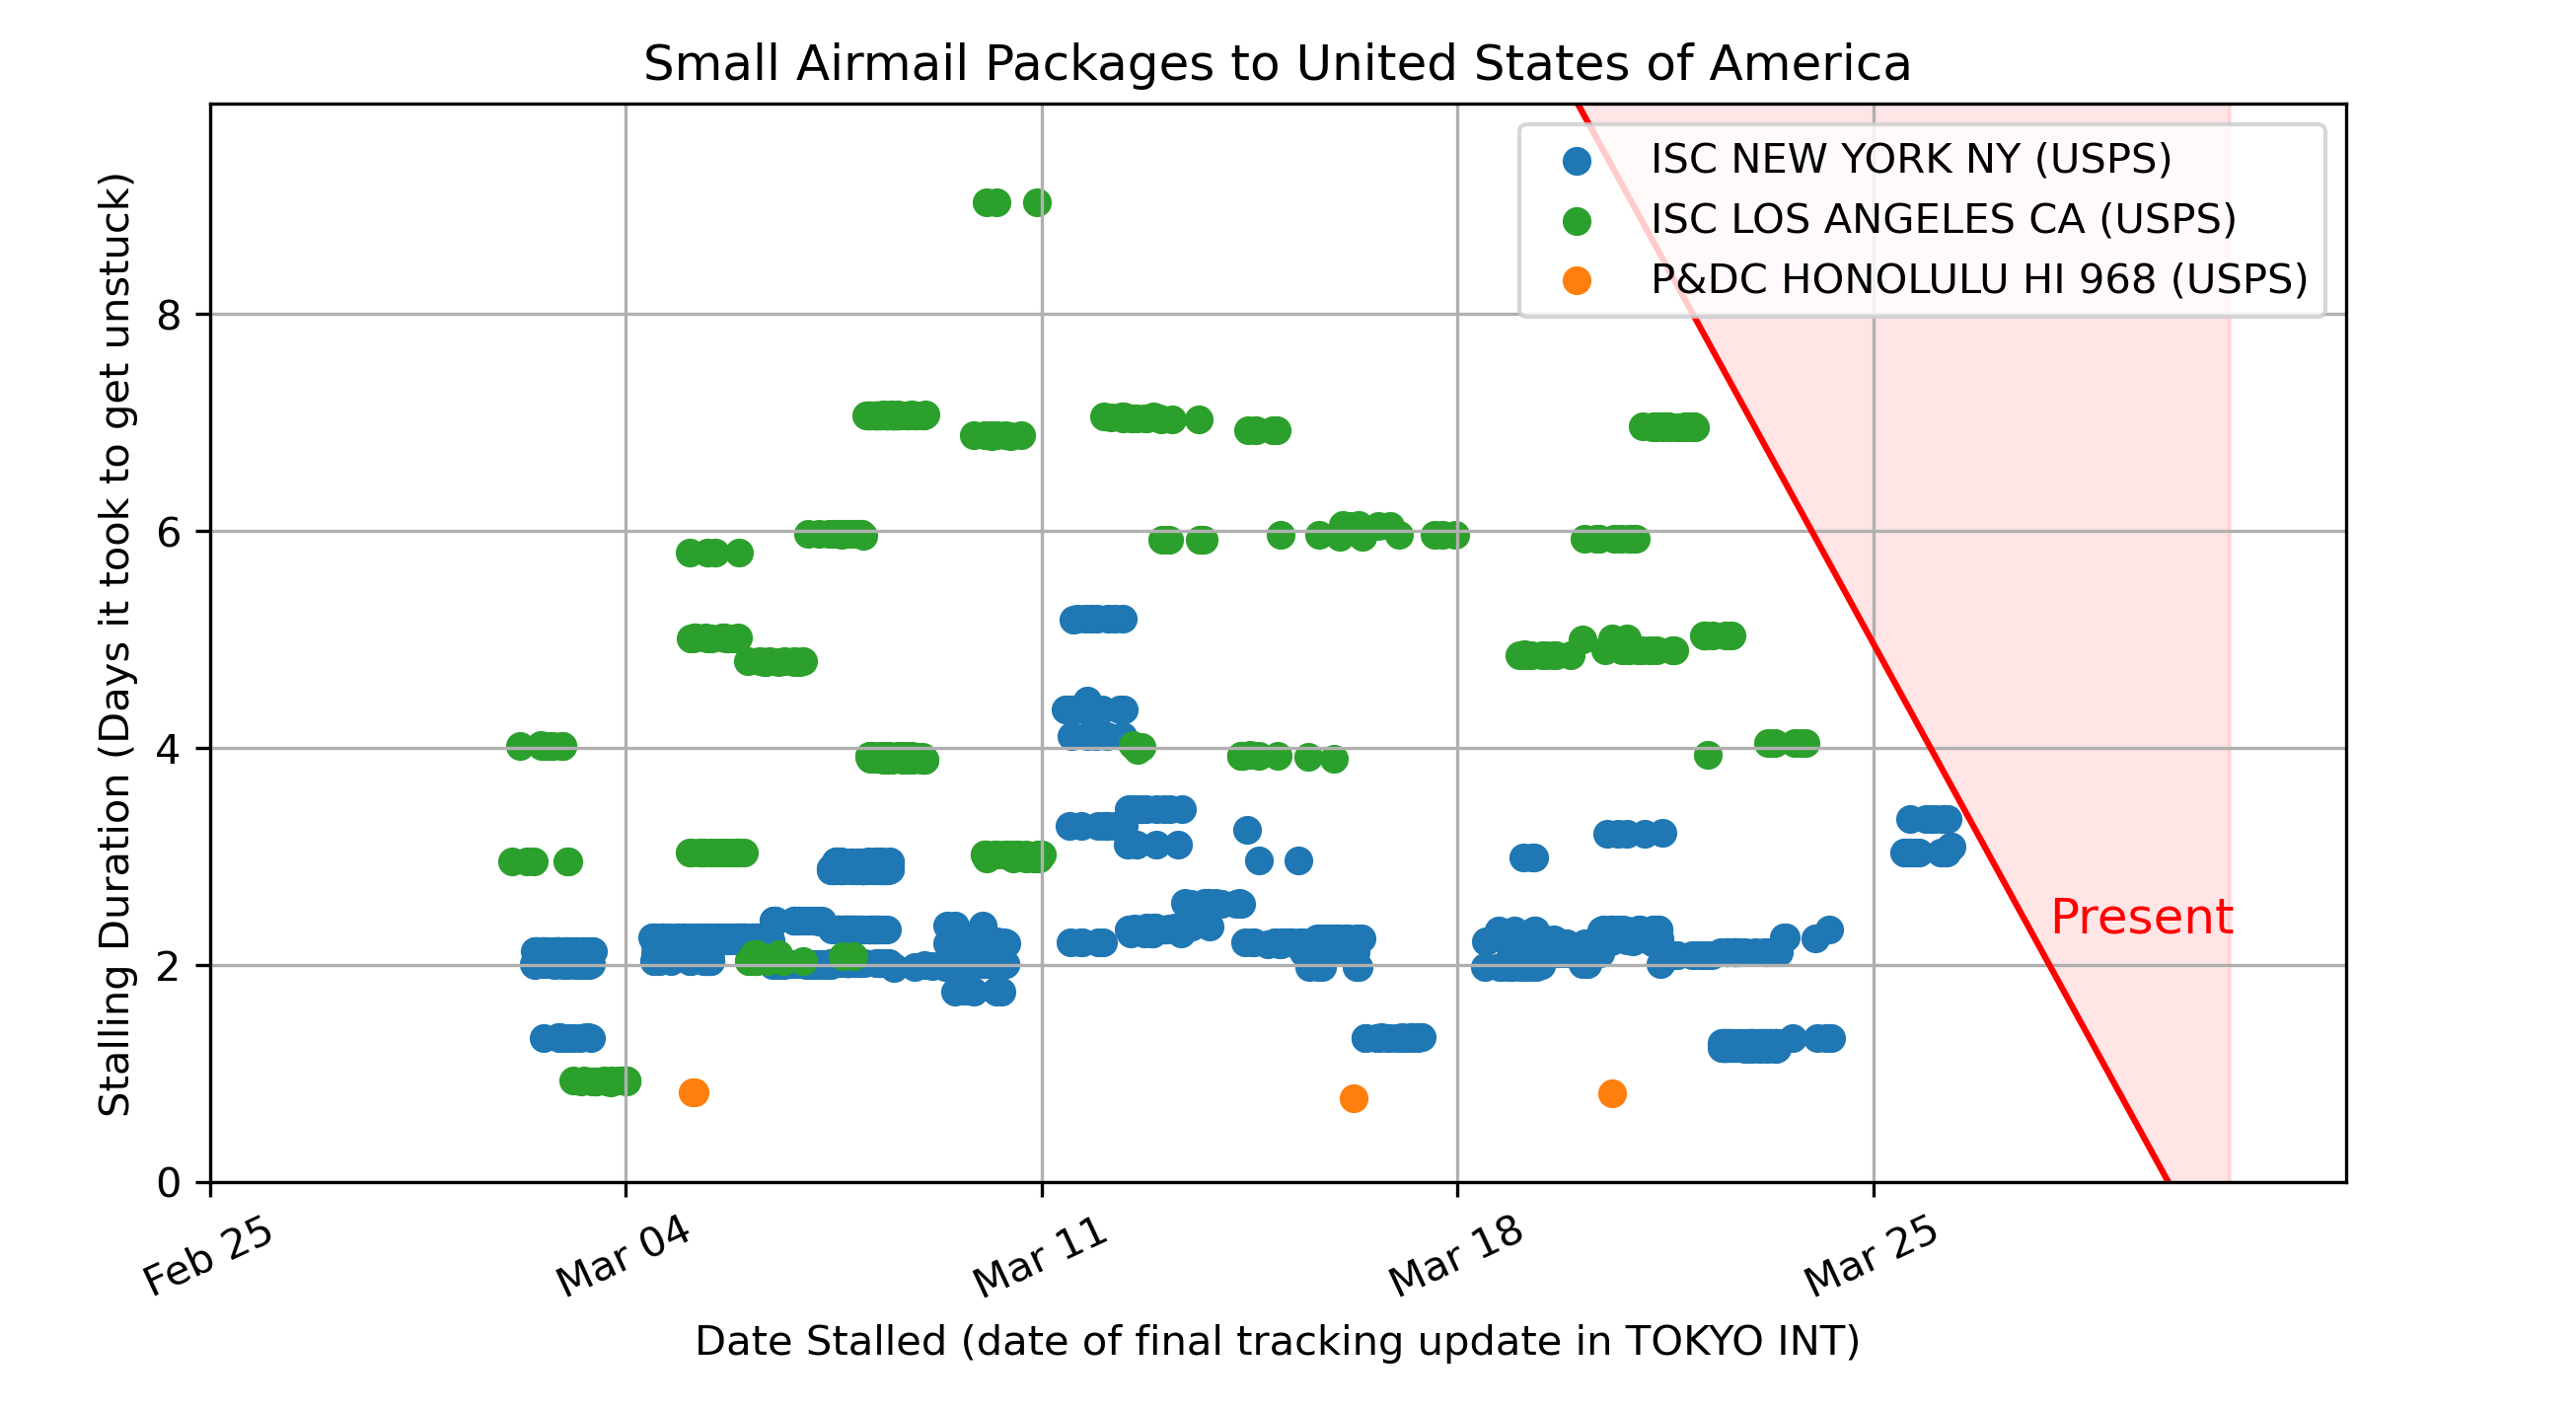 Small Airmail Packages to United States of America
ISC NEW YORK NY (USPS)
ISC LOS ANGELES CA (USPS)
P&DC HONOLULU HI 968 (USPS)
Stalling Duration (Days it took to get unstuck)
8
6
4
2
0
Present
Feb 25
Mar 04
Mar 11
Mar 18
Mar 25
Date Stalled (date of final tracking update in TOKYO INT)